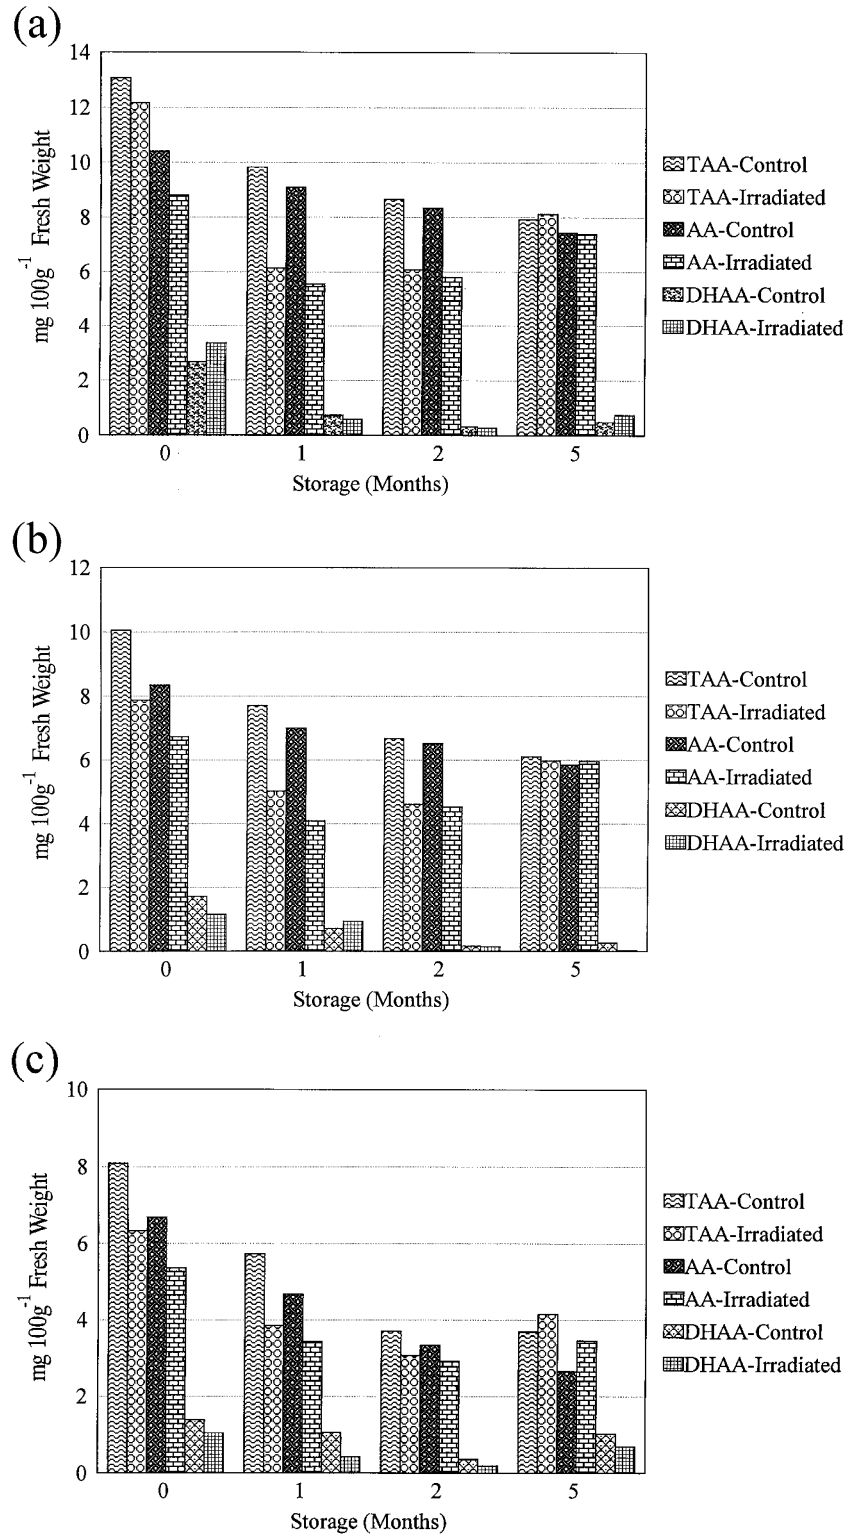 (a)
14
12
10
8
6
4
2
0
mg 100g-1 Fresh Weight
0 1 2 5
Storage (Months)
TAA-Control
TAA-Irradiated
AA-Control
AA-Irradiated
DHAA-Control
DHAA-Irradiated
(b)
12
10
8
6
4
2
0
mg 100g-1 Fresh Weight
0 1 2 5
Storage (Months)
TAA-Control
TAA-Irradiated
AA-Control
AA-Irradiated
DHAA-Control
DHAA-Irradiated
(c)
10
8
6
4
2
0
mg 100g-1 Fresh Weight
0 1 2 5
Storage (Months)
TAA-Control
TAA-Irradiated
AA-Control
AA-Irradiated
DHAA-Control
DHAA-Irradiated